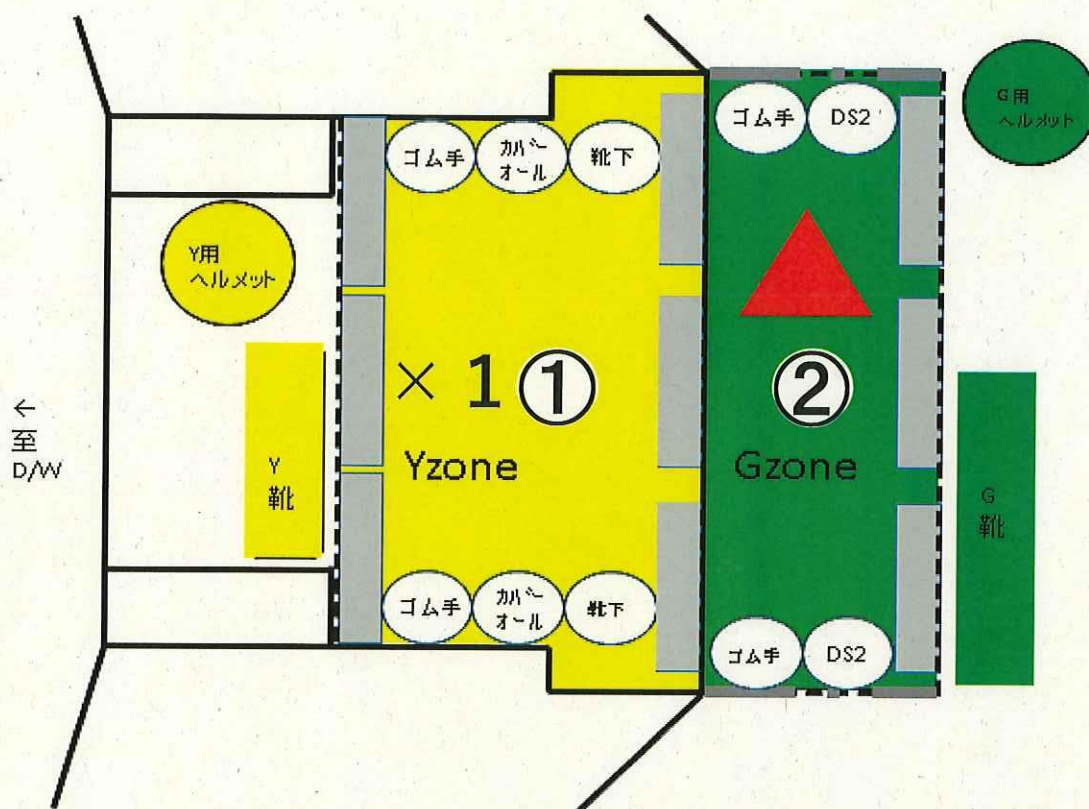 ゴム手
カバー
オール
靴下
ゴム手
DS2
G用
ヘルメット
Y用
ヘルメット
×1 ①
②
Yzone
Gzone
←
至
D/W
Y
靴
G
靴
ゴム手
カバー
オール
靴下
ゴム手
DS2